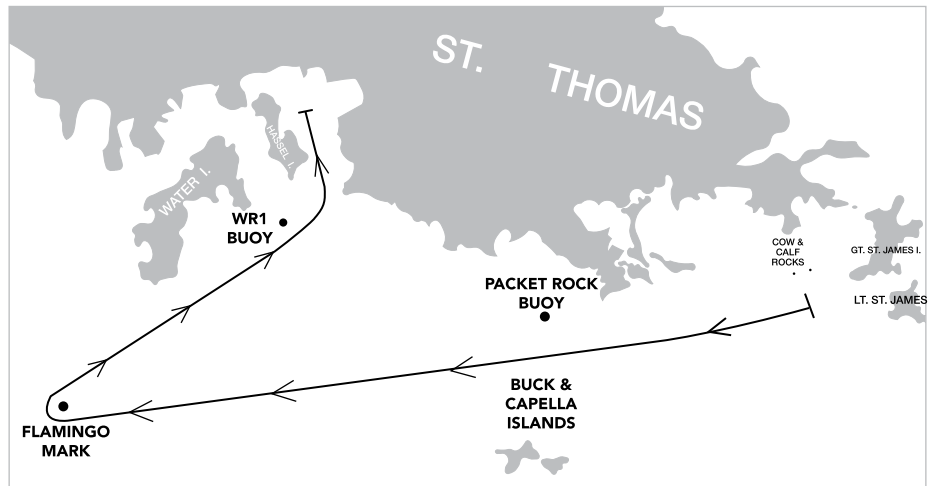 ST. THOMAS
HASSEL I.
WATER I.
WR1
BUOY
COW &
CALF
ROCKS
GT. ST. JAMES I.
PACKET ROCK
BUOY
LT. ST. JAMES
BUCK &
CAPELLA
ISLANDS
FLAMINGO
MARK